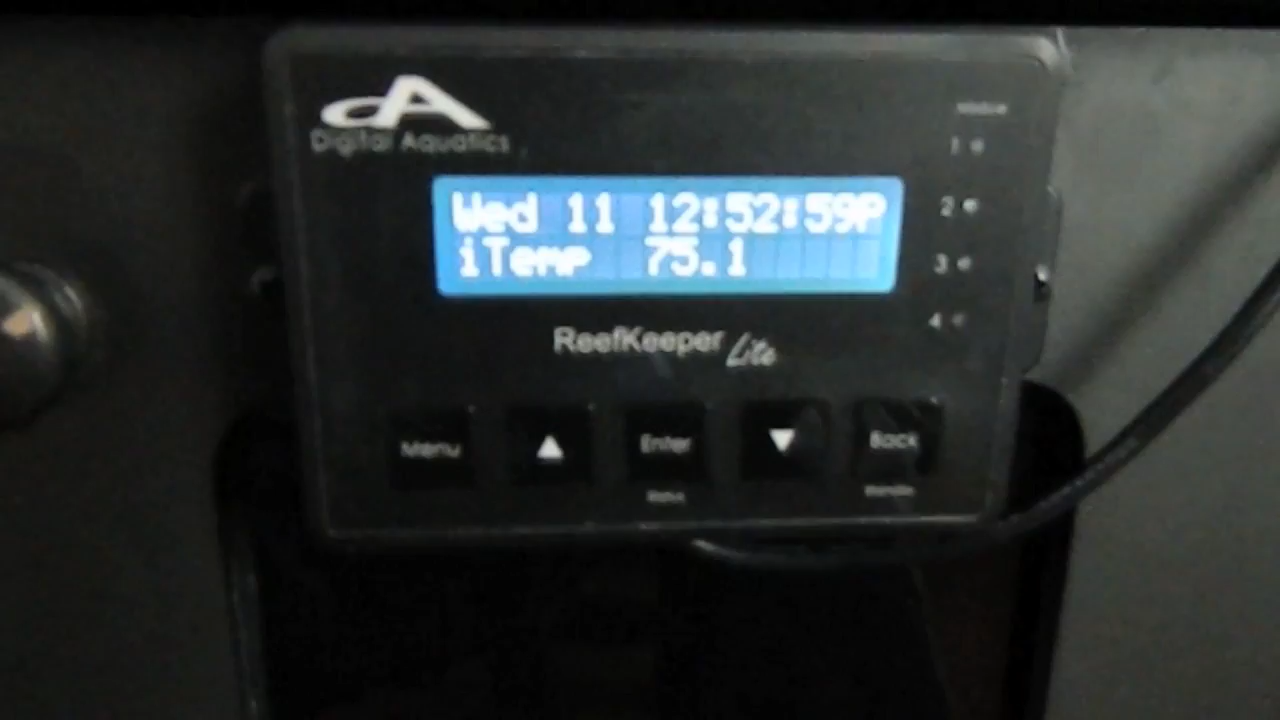 dA
Digital Aquatics
1
Wed 11 12:52:59P
2
iTemp 75.1
3
4
ReefKeeper Lite
Menu ▲ Enter ▼ Back